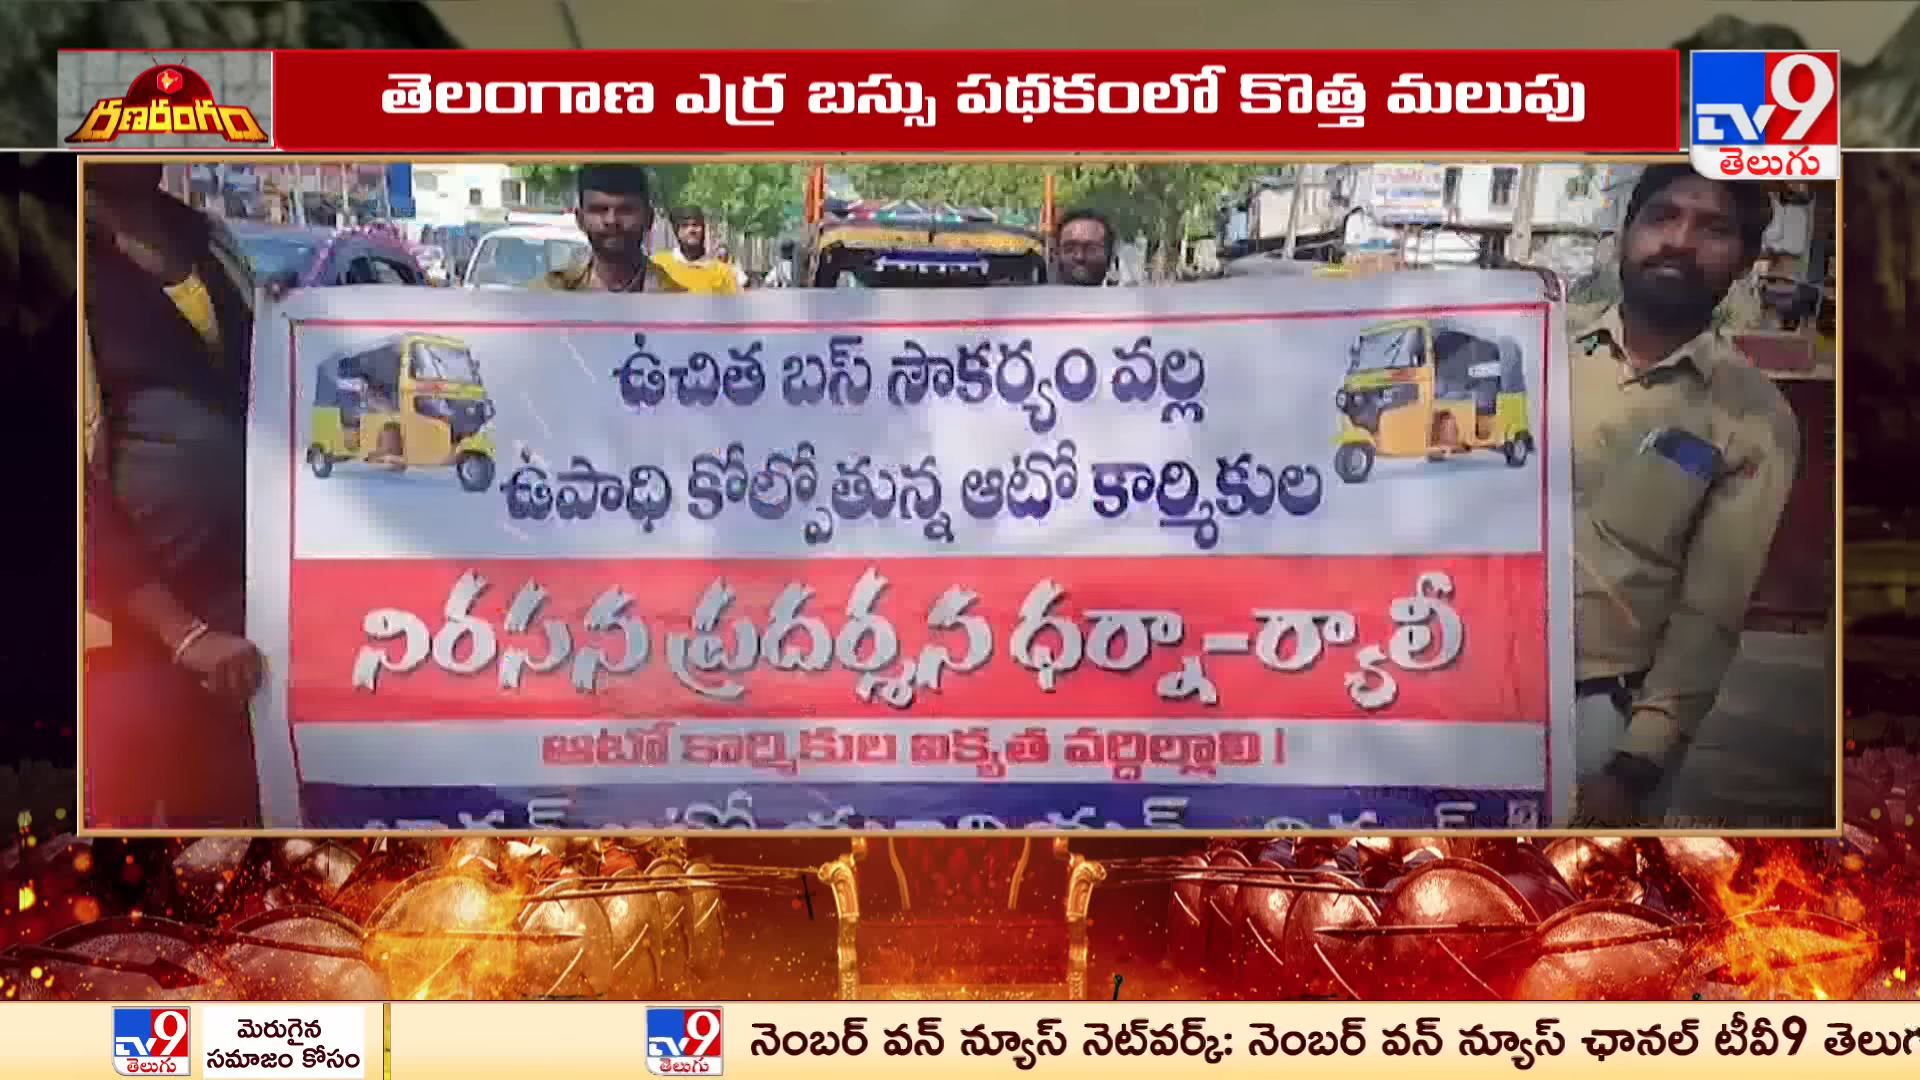 రణరంగం
తెలంగాణ ఎర్ర బస్సు పథకంలో కొత్త మలుపు
TV9
తెలుగు
ఉచిత బస్ సౌకర్యం వల్ల
ఉపాధి కోల్పోతున్న ఆటో కార్మికుల
నిరసన ప్రదర్శన ధర్నా-ర్యాలీ
ఆటో కార్మికుల ఐక్యత వర్దిల్లాలి!
TV9
తెలుగు
మెరుగైన
సమాజం కోసం
TV9
తెలుగు
నెంబర్ వన్ న్యూస్ నెట్‌వర్క్: నెంబర్ వన్ న్యూస్ ఛానల్ టీవీ9